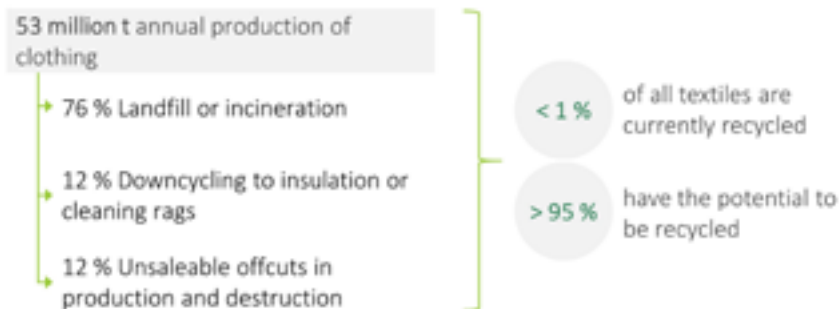 53 million t annual production of
clothing
76 % Landfill or incineration
12 % Downcycling to insulation or
cleaning rags
12 % Unsaleable offcuts in
production and destruction
< 1 %
of all textiles are
currently recycled
> 95 %
have the potential to
be recycled